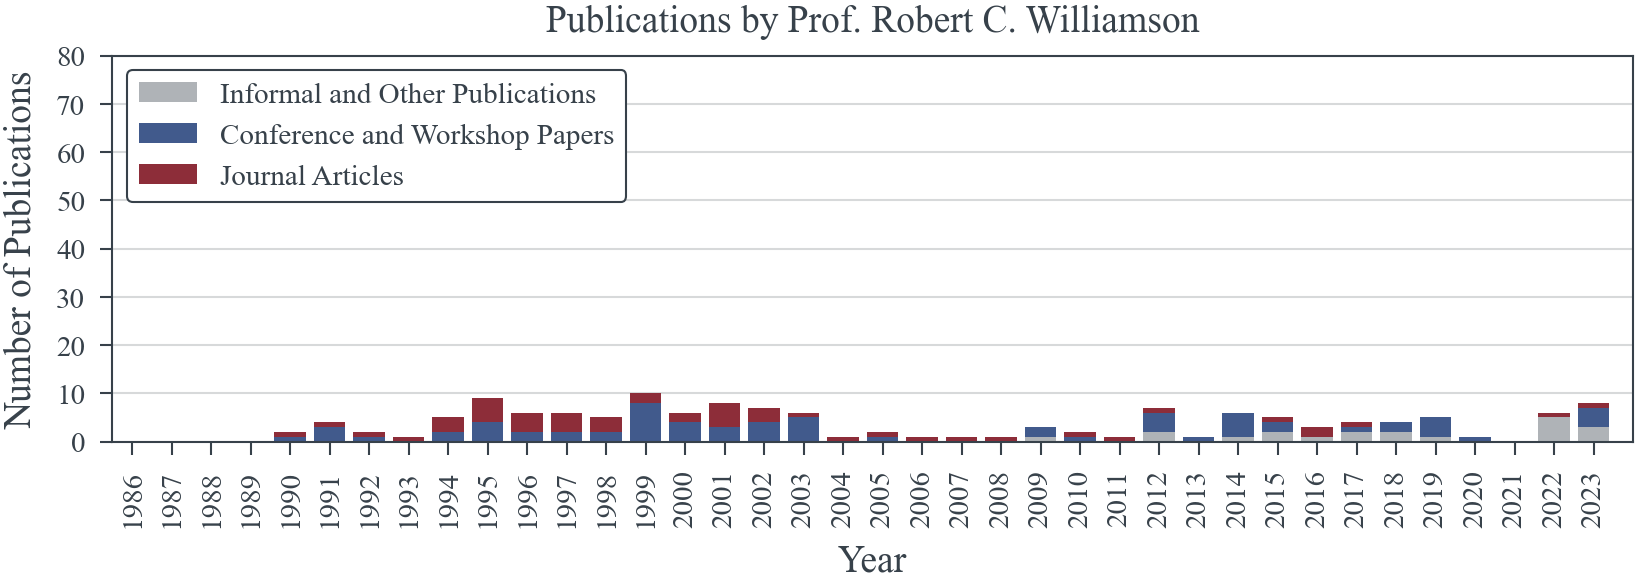 Publications by Prof. Robert C. Williamson
Number of Publications
80
70
60
50
40
30
20
10
0
Informal and Other Publications
Conference and Workshop Papers
Journal Articles
1986 1987 1988 1989 1990 1991 1992 1993 1994 1995 1996 1997 1998 1999 2000 2001 2002 2003 2004 2005 2006 2007 2008 2009 2010 2011 2012 2013 2014 2015 2016 2017 2018 2019 2020 2021 2022 2023
Year